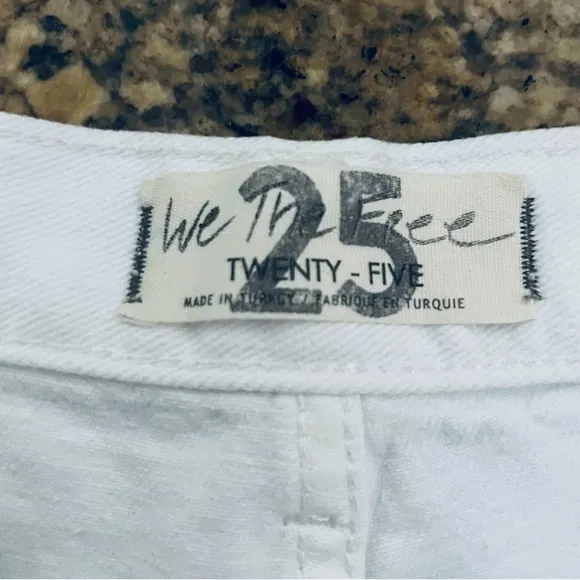 We The Free
25
TWENTY - FIVE
MADE IN TURKEY / FABRIQUE EN TURQUIE